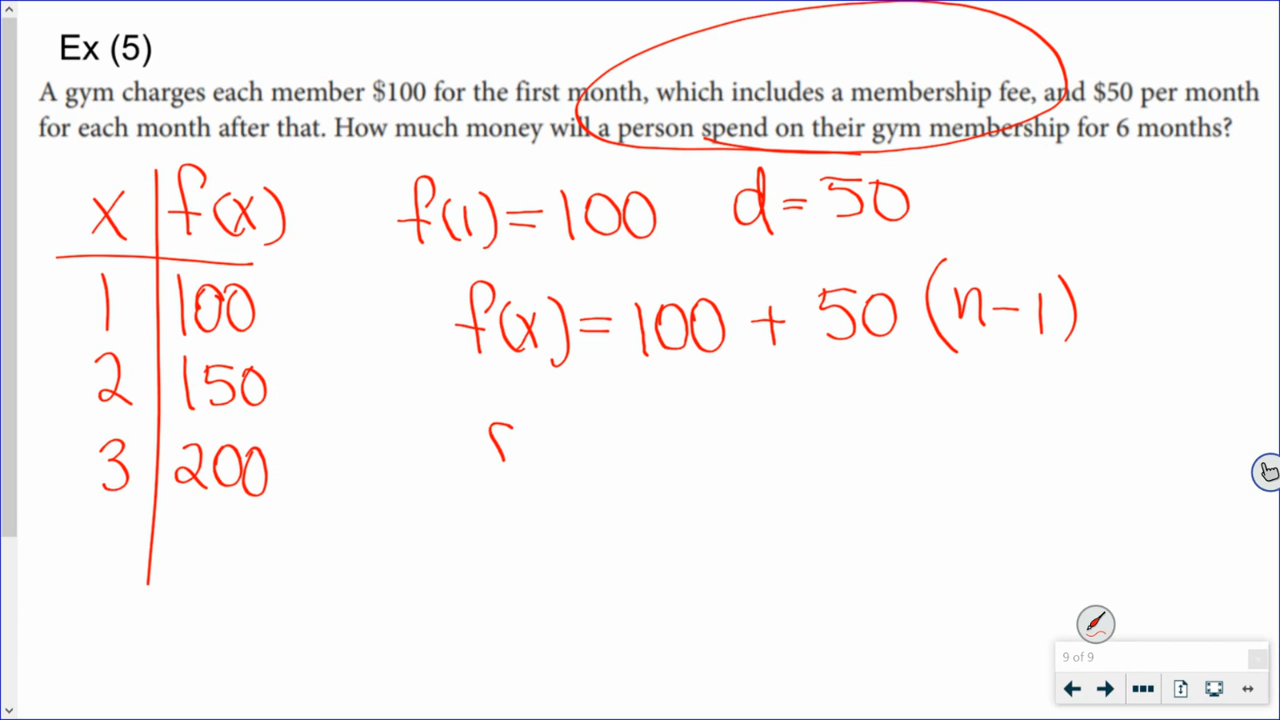 Ex (5)
A gym charges each member $100 for the first month, which includes a membership fee, and $50 per month
for each month after that. How much money will a person spend on their gym membership for 6 months?
x f(x)
f(1) = 100 d = 50
1 100
f(x) = 100 + 50 (n - 1)
2 150
3 200
9 of 9